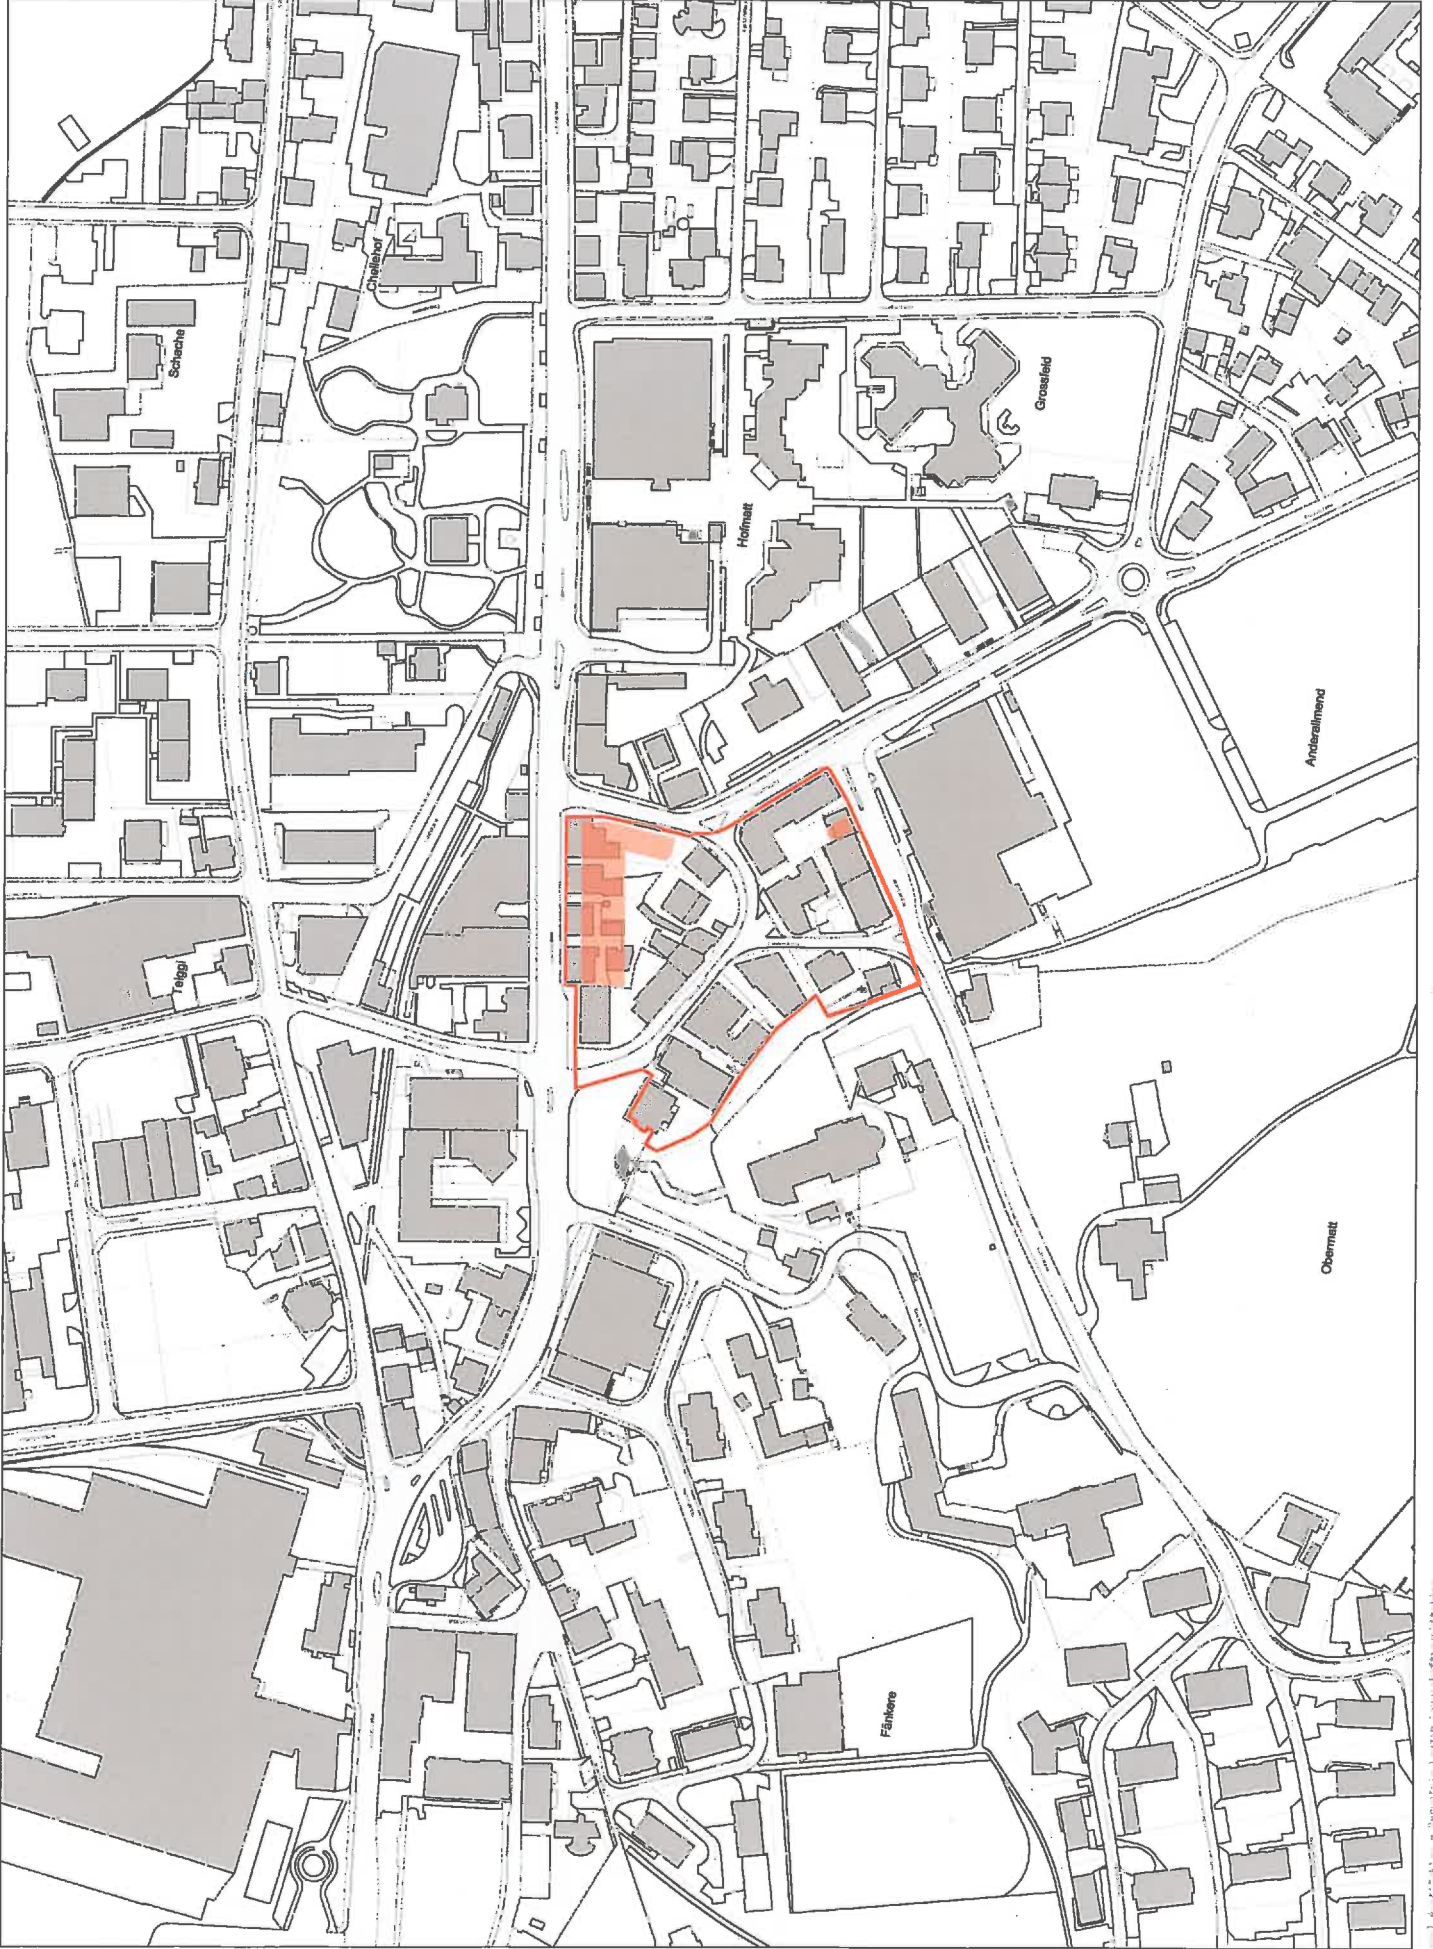 Chellehof
Schache
Grossfeld
Hofmatt
Anderallmend
Teiggi
Obermatt
Fänkere